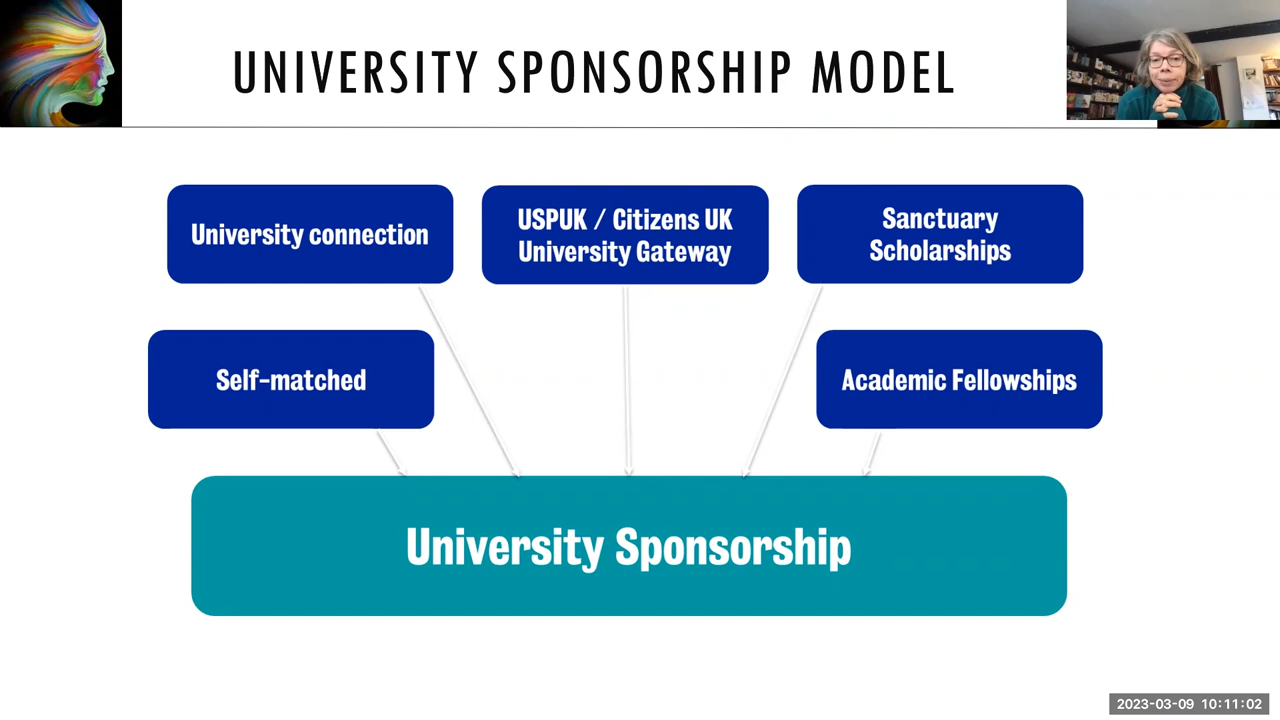 UNIVERSITY SPONSORSHIP MODEL
University connection
USPUK / Citizens UK
University Gateway
Sanctuary
Scholarships
Self-matched
Academic Fellowships
University Sponsorship
2023-03-09 10:11:02